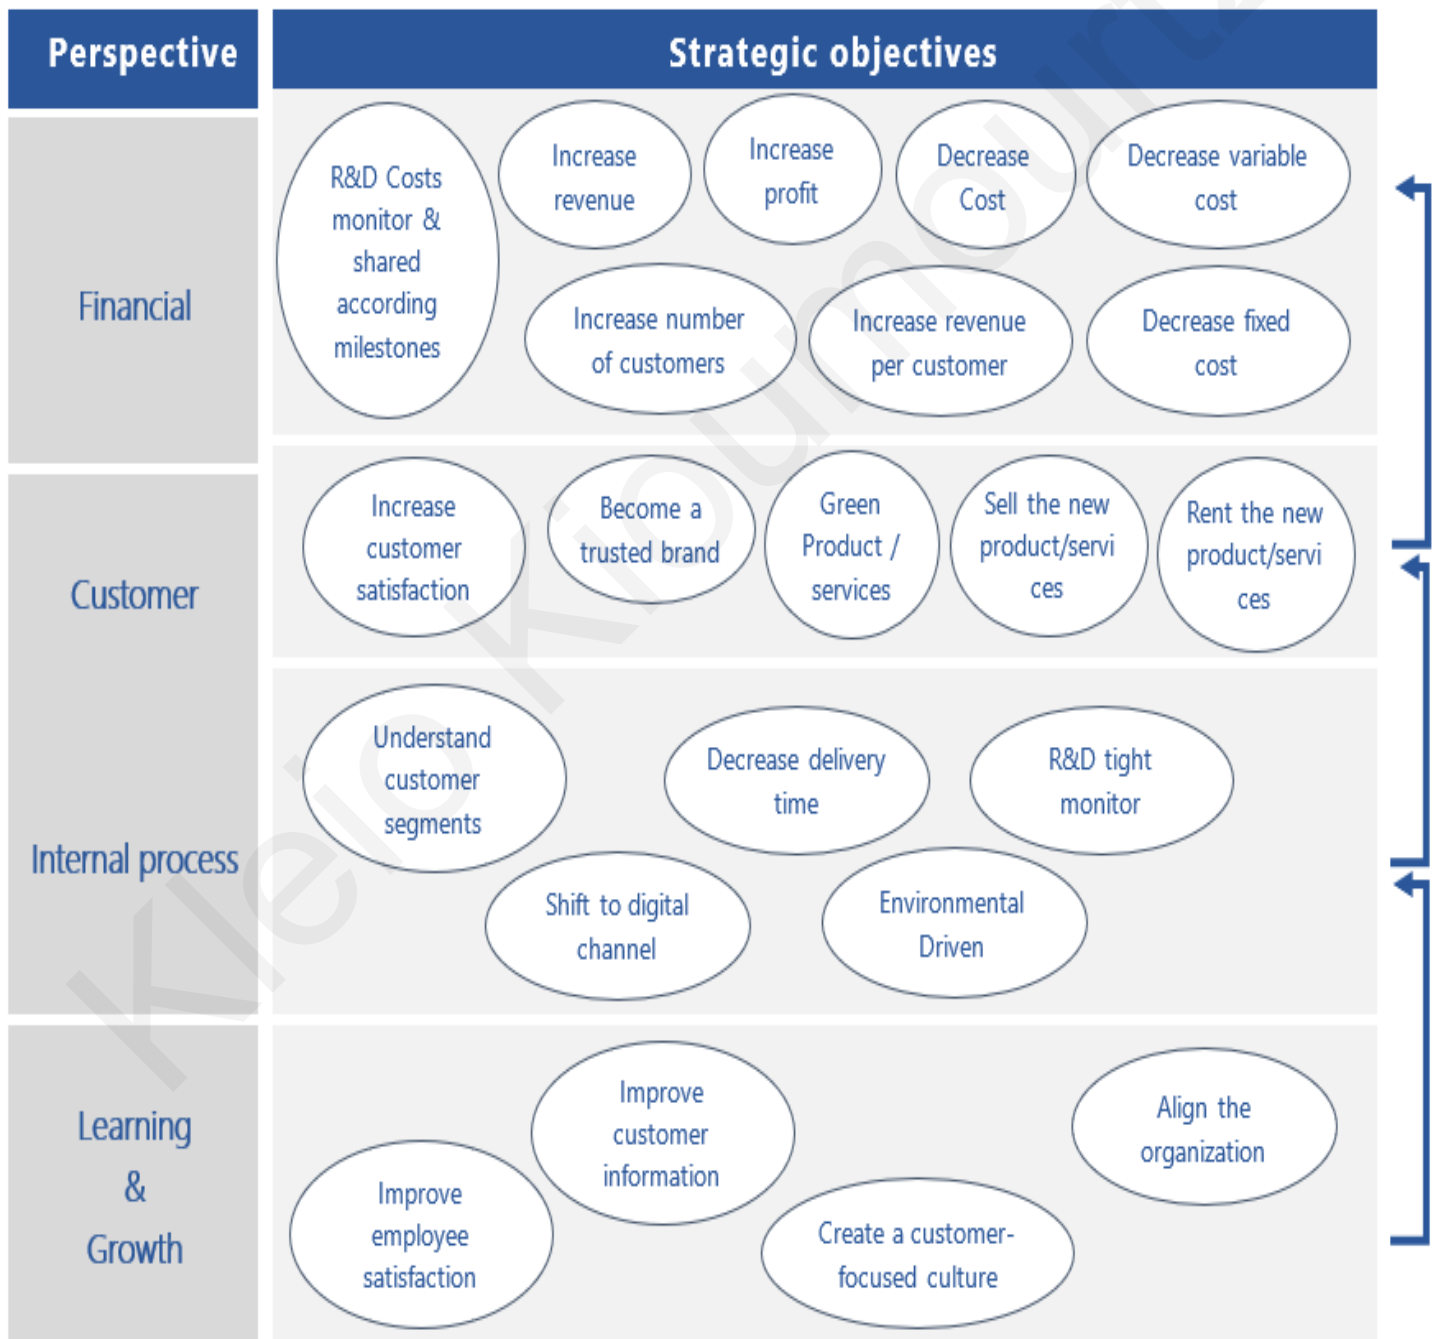 Perspective
Strategic objectives
Financial
R&D Costs
monitor &
shared
according
milestones
Increase
revenue
Increase
profit
Decrease
Cost
Decrease variable
cost
Increase number
of customers
Increase revenue
per customer
Decrease fixed
cost
Customer
Increase
customer
satisfaction
Become a
trusted brand
Green
Product /
services
Sell the new
product/servi
ces
Rent the new
product/servi
ces
Internal process
Understand
customer
segments
Decrease delivery
time
R&D tight
monitor
Shift to digital
channel
Environmental
Driven
Learning
&
Growth
Improve
employee
satisfaction
Improve
customer
information
Create a customer-
focused culture
Align the
organization
Kleio